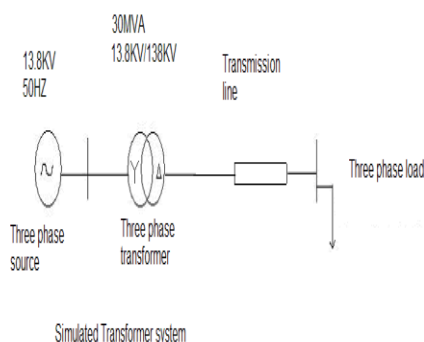 30MVA
13.8KV/138KV
13.8KV
50HZ
Transmission
line
Y
Δ
Three phase load
Three phase
source
Three phase
transformer
Simulated Transformer system